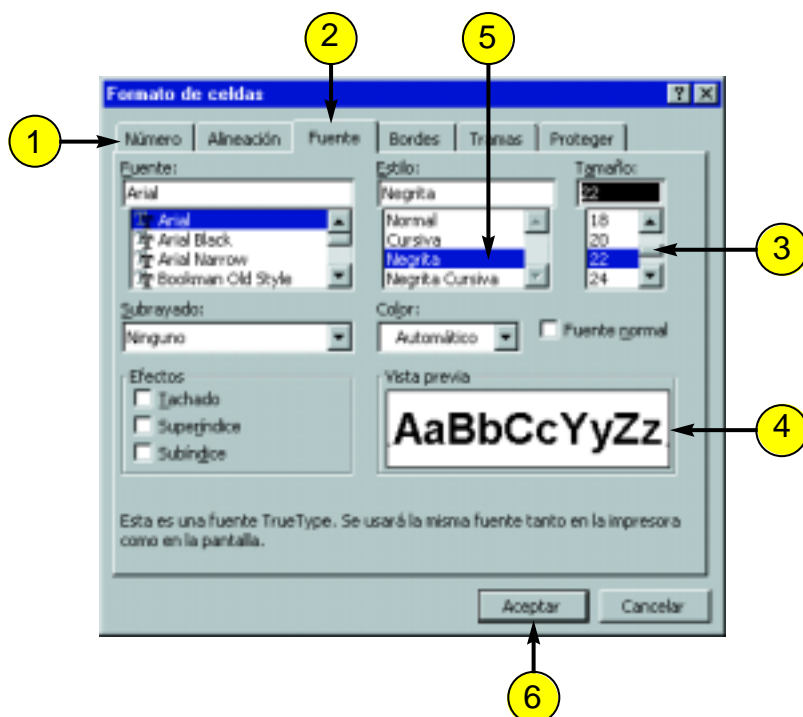 2
5
Formato de celdas
1
Número Alineación Fuente Bordes Tramas Proteger
Fuente: Estilo: Tamaño:
Arial Negrita 22
Arial Normal 18
Arial Black Cursiva 20
Arial Narrow Negrita 22
Bookman Old Style Negrita Cursiva 24
3
Subrayado: Color:
Ninguno Automático Fuente normal
Efectos Vista previa
Tachado
Superíndice
Subíndice
AaBbCcYyZz
4
Esta es una fuente TrueType. Se usará la misma fuente tanto en la impresora
como en la pantalla.
Aceptar Cancelar
6